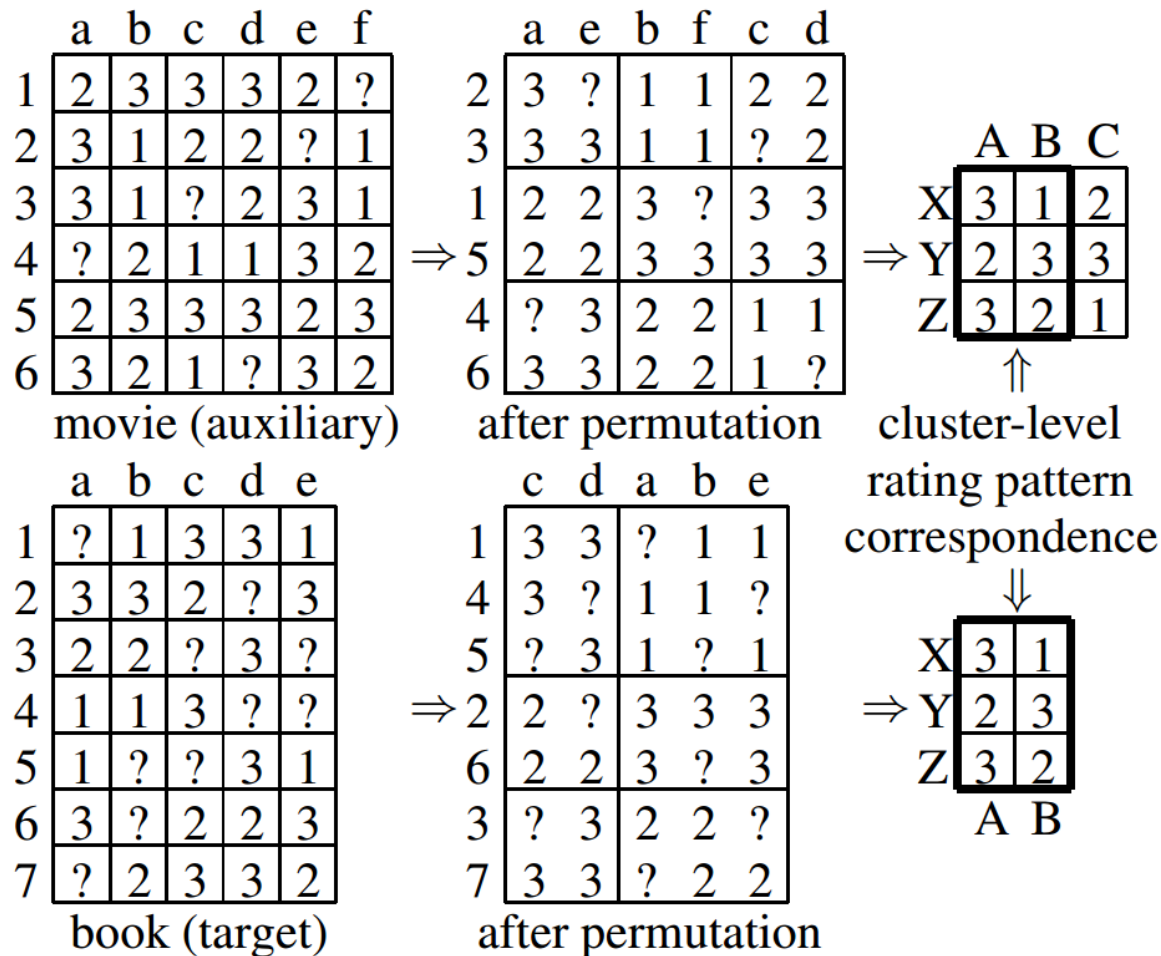 a b c d e f
1 2 3 3 3 2 ?
2 3 1 2 2 ? 1
3 3 1 ? 2 3 1
4 ? 2 1 1 3 2
5 2 3 3 3 2 3
6 3 2 1 ? 3 2
movie (auxiliary)
a e b f c d
2 3 ? 1 1 2 2
3 3 3 1 1 ? 2
1 2 2 3 ? 3 3
⇒ 5 2 2 3 3 3 3
4 ? 3 2 2 1 1
6 3 3 2 2 1 ?
after permutation
A B C
X 3 1 2
⇒ Y 2 3 3
Z 3 2 1
⇑
cluster-level
rating pattern
correspondence
⇓
a b c d e
1 ? 1 3 3 1
2 3 3 2 ? 3
3 2 2 ? 3 ?
4 1 1 3 ? ?
5 1 ? ? 3 1
6 3 ? 2 2 3
7 ? 2 3 3 2
book (target)
c d a b e
1 3 3 ? 1 1
4 3 ? 1 1 ?
5 ? 3 1 ? 1
⇒ 2 2 ? 3 3 3
6 2 2 3 ? 3
3 ? 3 2 2 ?
7 3 3 ? 2 2
after permutation
X 3 1
⇒ Y 2 3
Z 3 2
A B